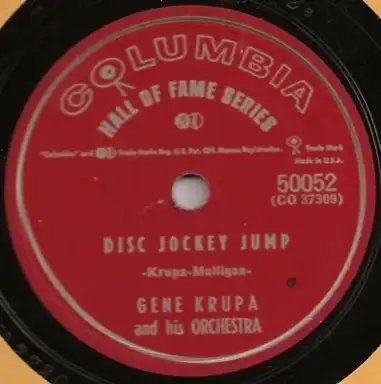 COLUMBIA
HALL OF FAME SERIES
"Columbia" and Trade Marks Reg. U.S. Pat. Off. Marcas Registradas.
Trade Mark
Made in U.S.A.
50052
(CO 37309)
DISC JOCKEY JUMP
-Krupa-Mulligan-
GENE KRUPA
and his ORCHESTRA